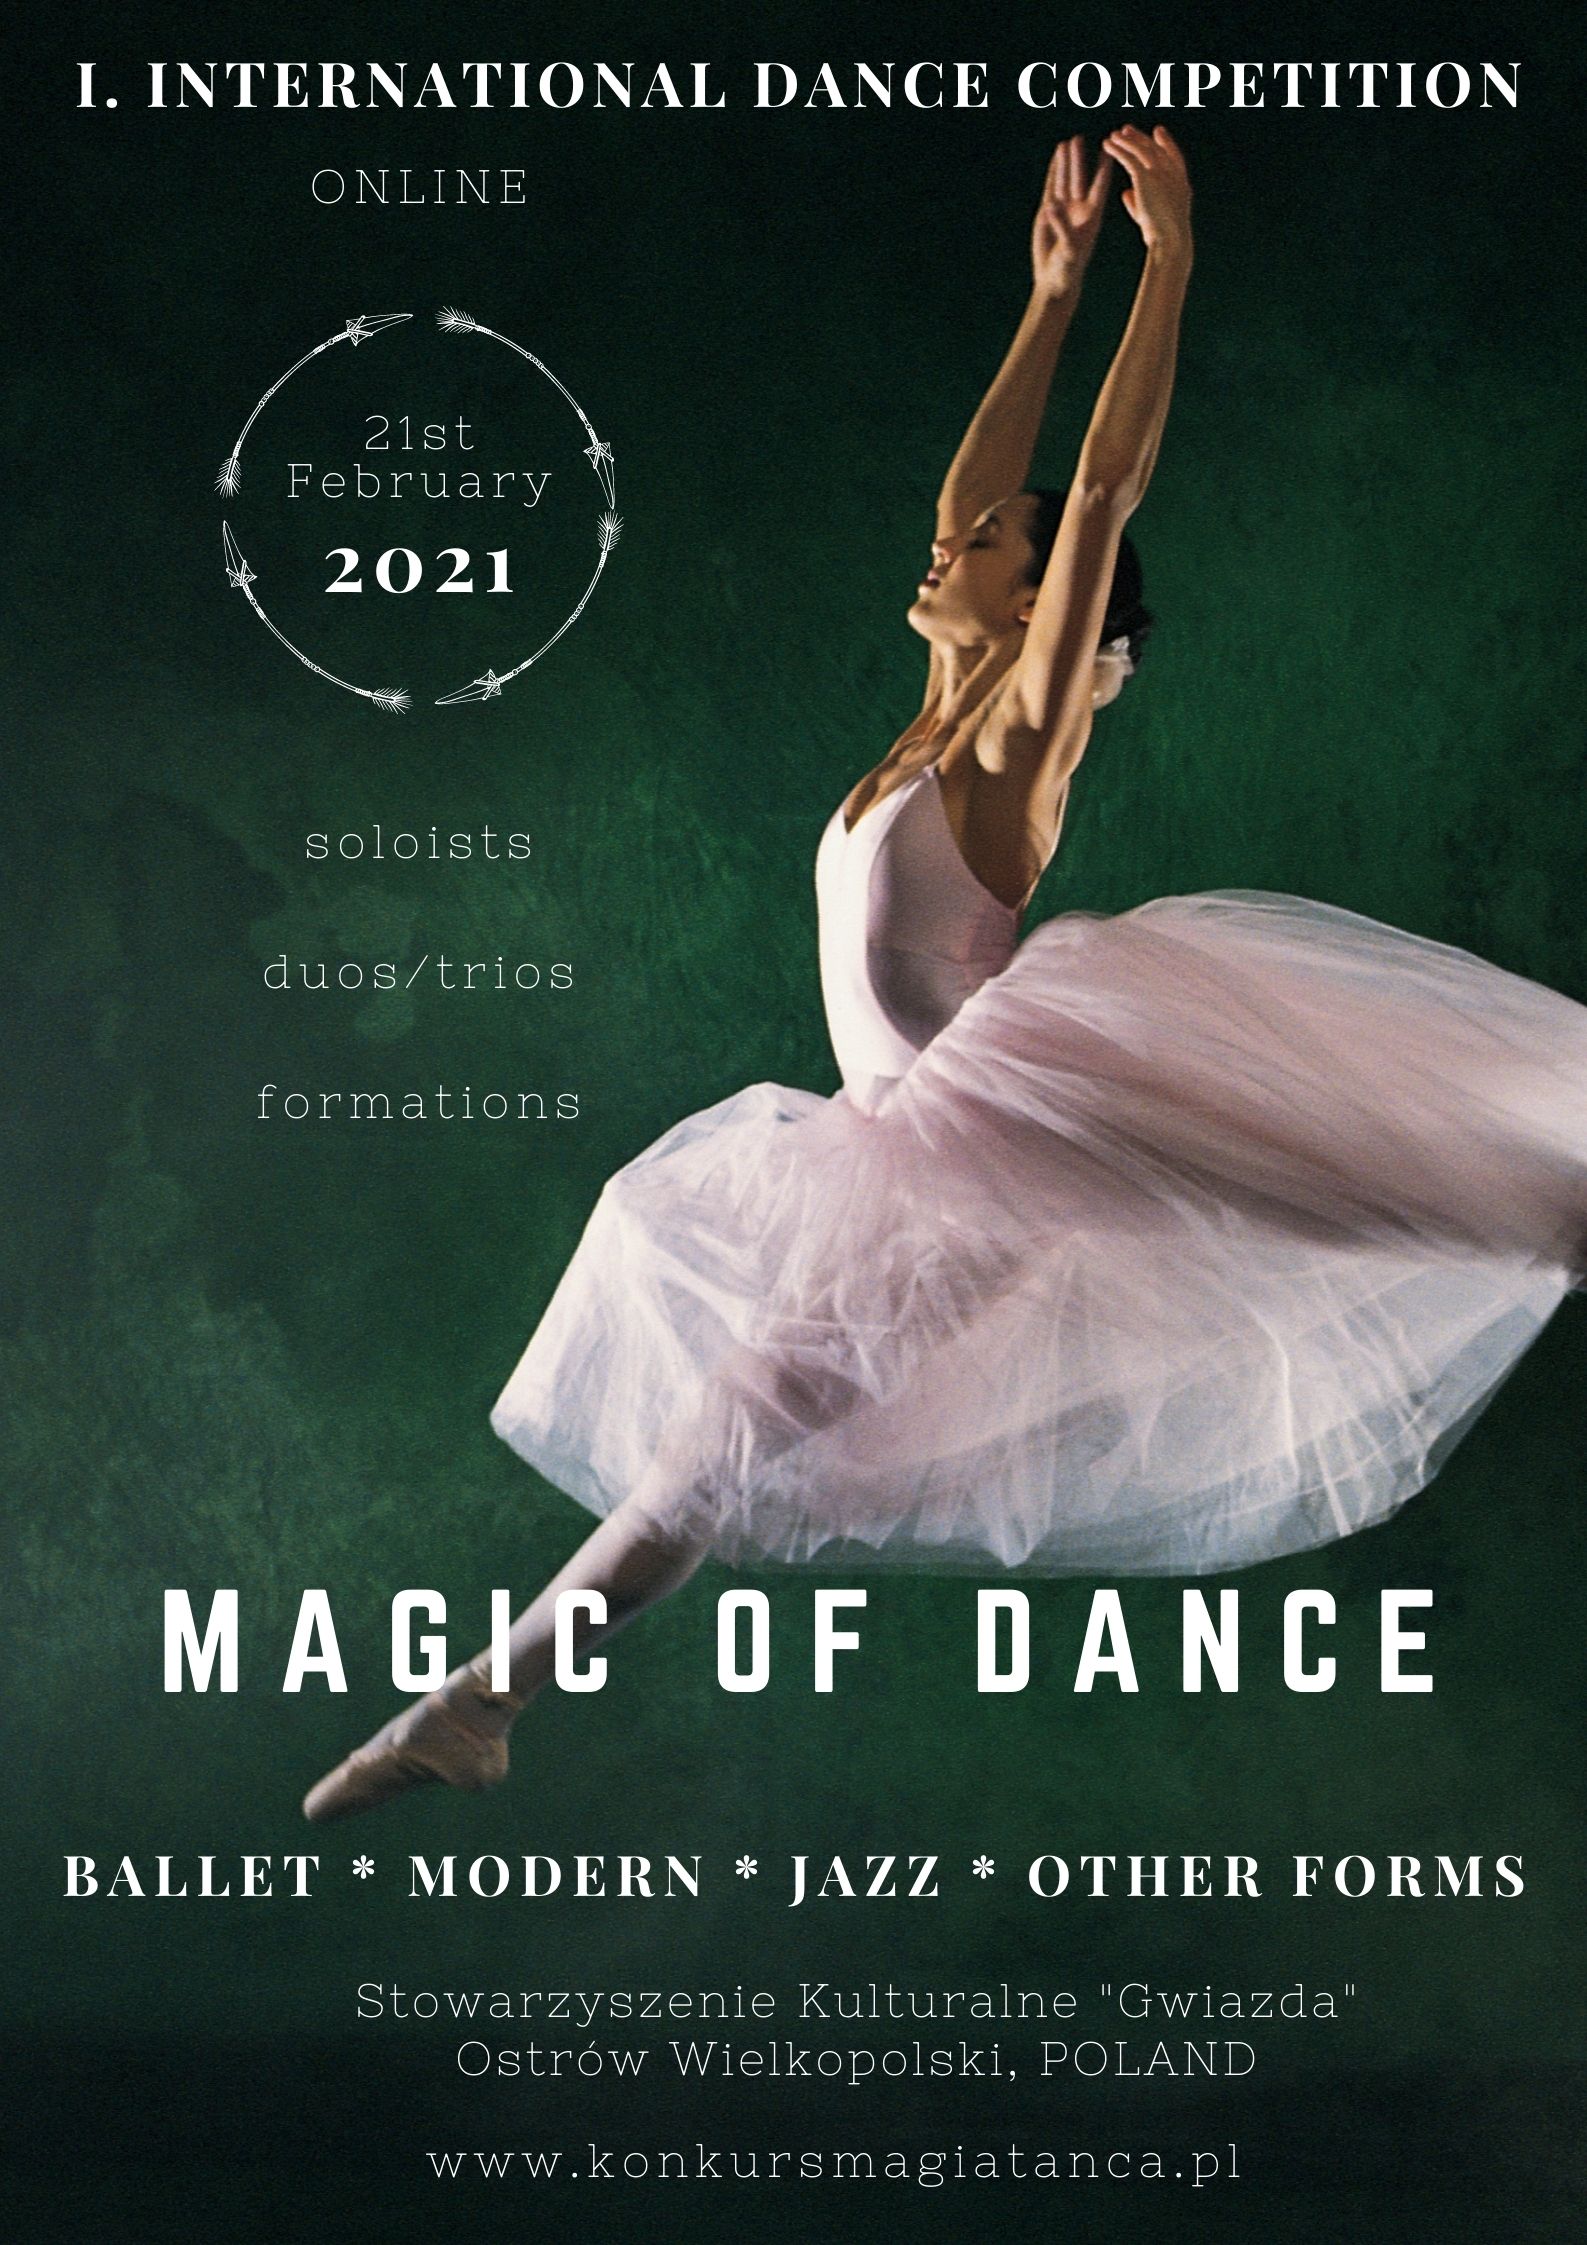 I. INTERNATIONAL DANCE COMPETITION
ONLINE
21st
February
2021
soloists
duos/trios
formations
MAGIC OF DANCE
BALLET * MODERN * JAZZ * OTHER FORMS
Stowarzyszenie Kulturalne "Gwiazda"
Ostrów Wielkopolski, POLAND
www.konkursmagiatanca.pl